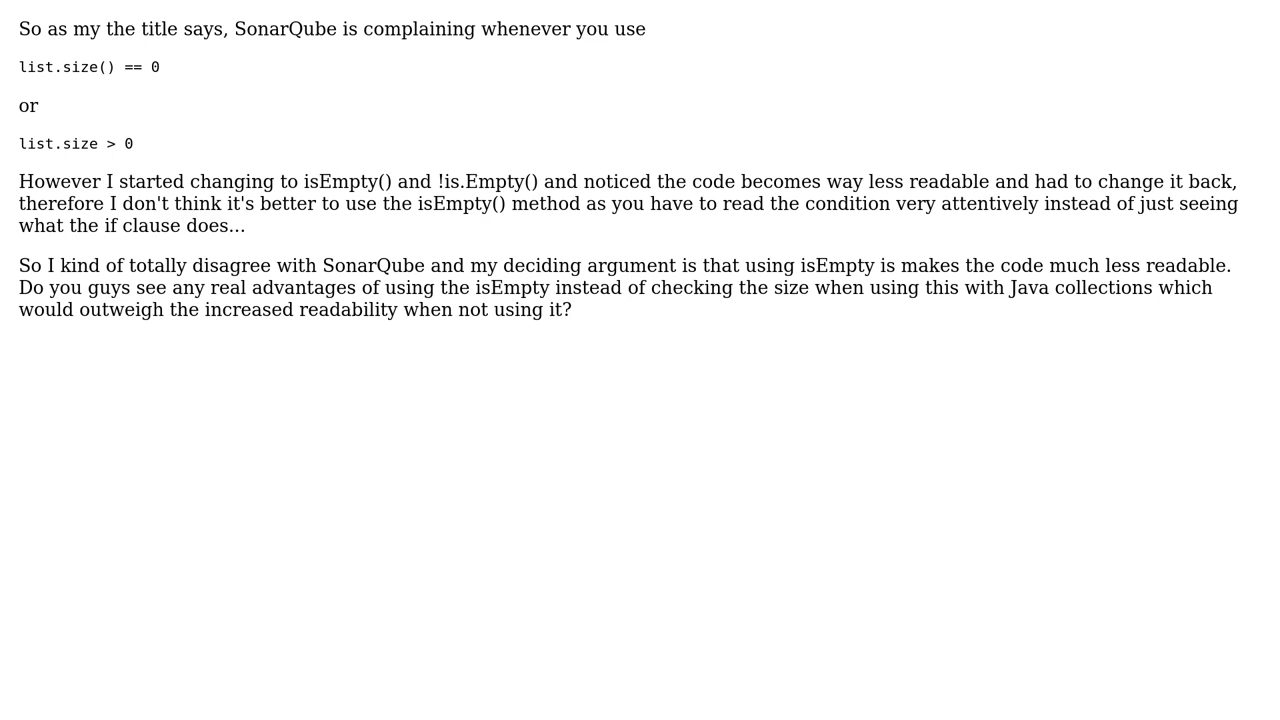 So as my the title says, SonarQube is complaining whenever you use
list.size() == 0
or
list.size > 0
However I started changing to isEmpty() and !is.Empty() and noticed the code becomes way less readable and had to change it back,
therefore I don't think it's better to use the isEmpty() method as you have to read the condition very attentively instead of just seeing
what the if clause does...
So I kind of totally disagree with SonarQube and my deciding argument is that using isEmpty is makes the code much less readable.
Do you guys see any real advantages of using the isEmpty instead of checking the size when using this with Java collections which
would outweigh the increased readability when not using it?